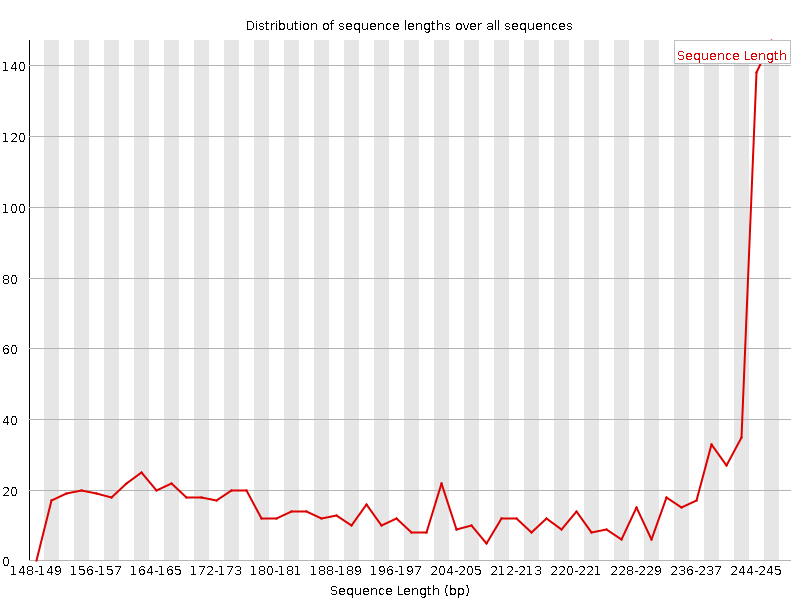 Distribution of sequence lengths over all sequences
Sequence Length
140
120
100
80
60
40
20
0
148-149 156-157 164-165 172-173 180-181 188-189 196-197 204-205 212-213 220-221 228-229 236-237 244-245
Sequence Length (bp)